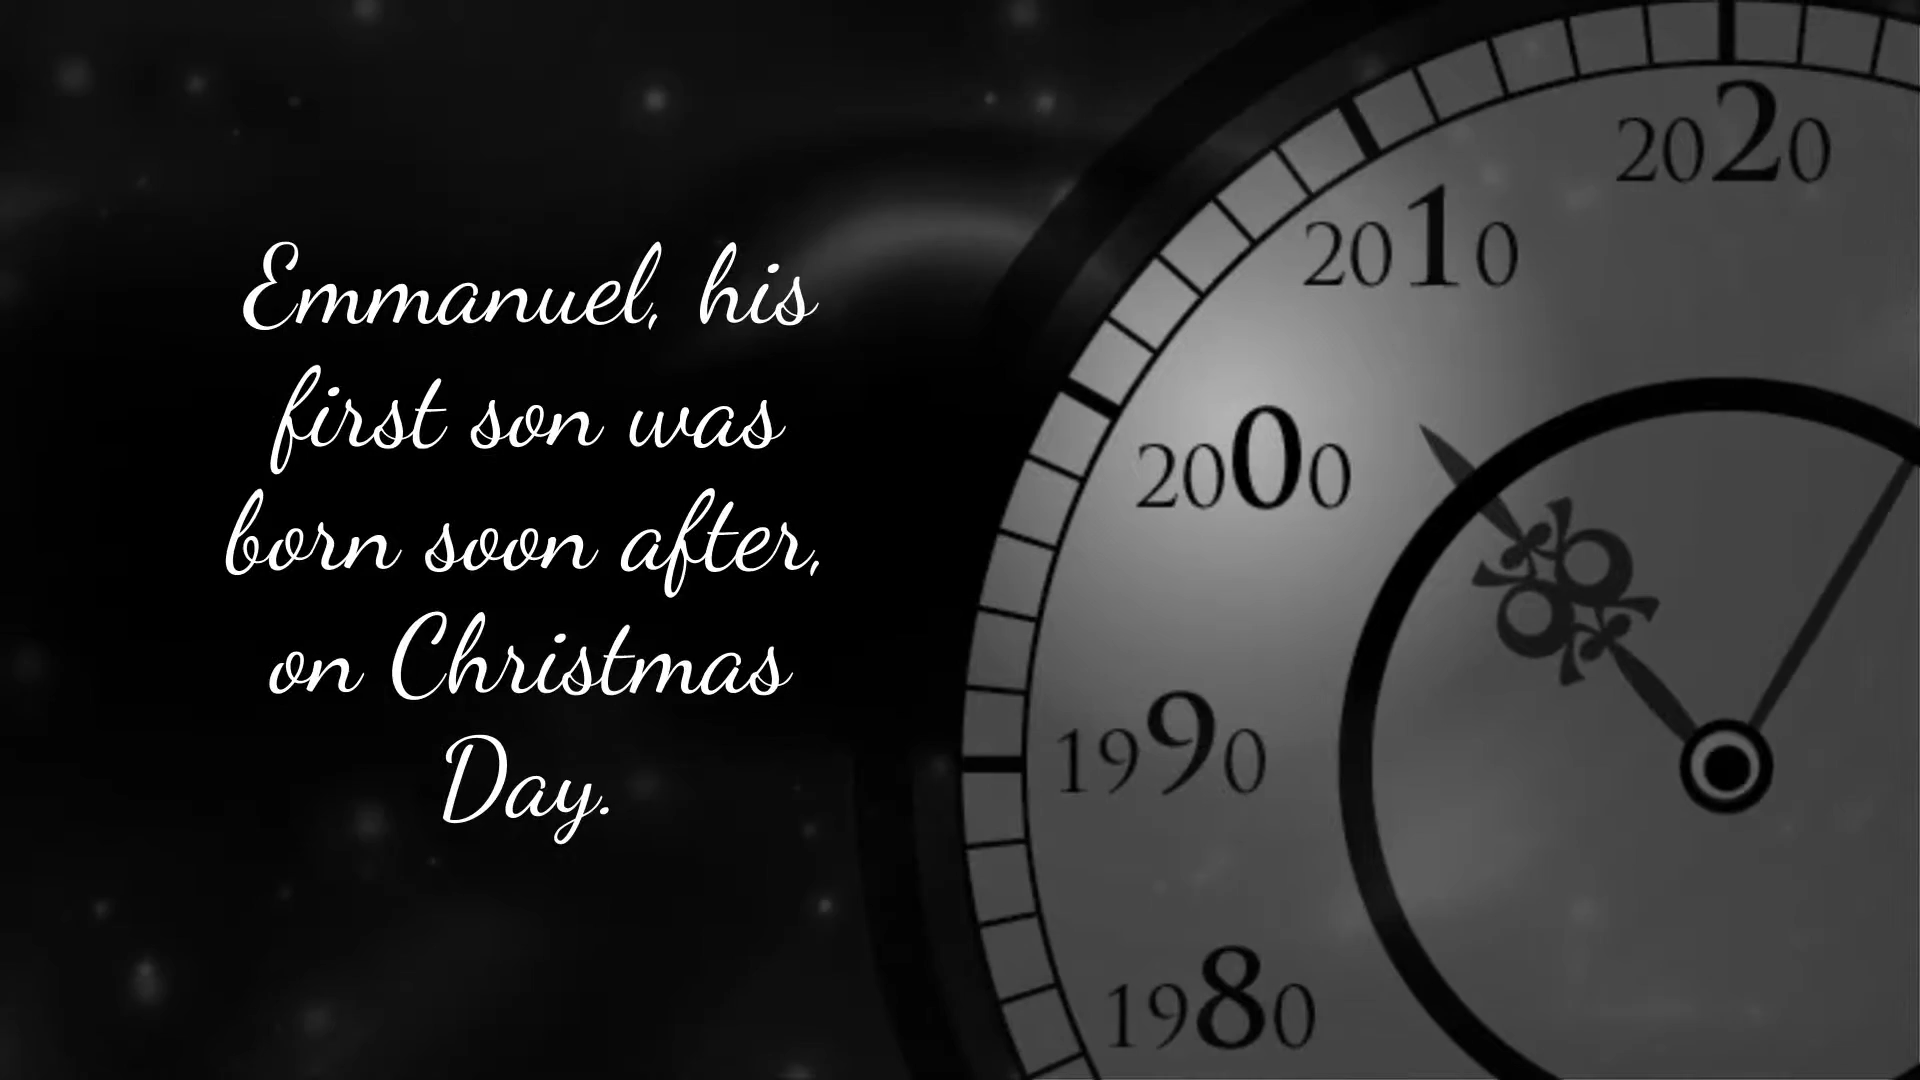 Emmanuel, his
first son was
born soon after,
on Christmas
Day.
2020
2010
2000
1990
1980